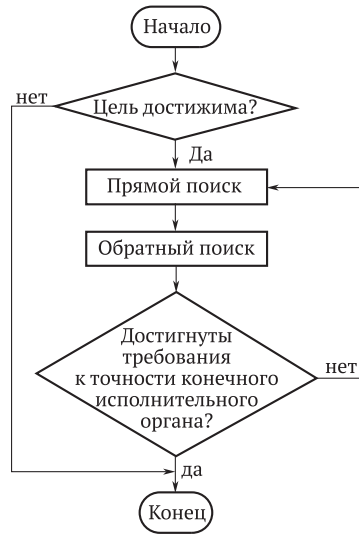 Начало
нет
Цель достижима?
Да
Прямой поиск
Обратный поиск
Достигнуты
требования
к точности конечного
исполнительного
органа?
нет
да
Конец